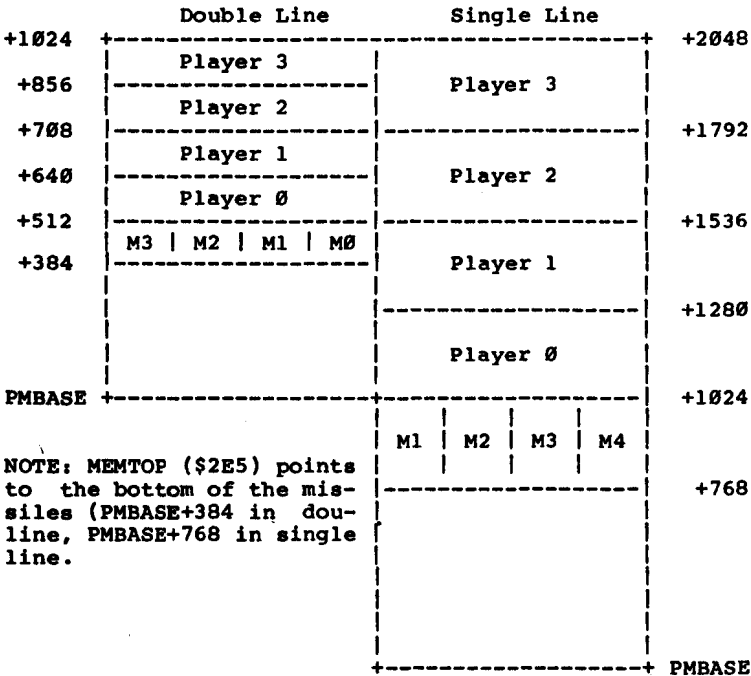 Double Line Single Line
+1024 +2048
Player 3
+856 Player 3
Player 2
+708 +1792
Player 1
+640 Player 2
Player 0
+512 +1536
M3 | M2 | M1 | M0
+384 Player 1
+1280
Player 0
PMBASE +1024
M1 | M2 | M3 | M4
NOTE: MEMTOP ($2E5) points
to the bottom of the mis- +768
siles (PMBASE+384 in dou-
line, PMBASE+768 in single
line.
PMBASE